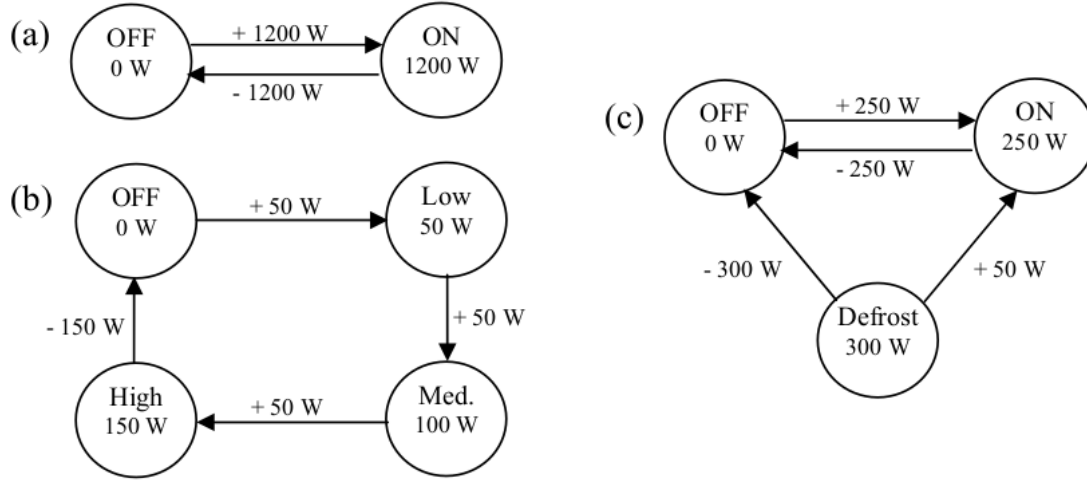 (a)
OFF
0 W
+ 1200 W
- 1200 W
ON
1200 W
(b)
OFF
0 W
+ 50 W
Low
50 W
+ 50 W
Med.
100 W
+ 50 W
High
150 W
- 150 W
(c)
OFF
0 W
+ 250 W
- 250 W
ON
250 W
- 300 W
+ 50 W
Defrost
300 W